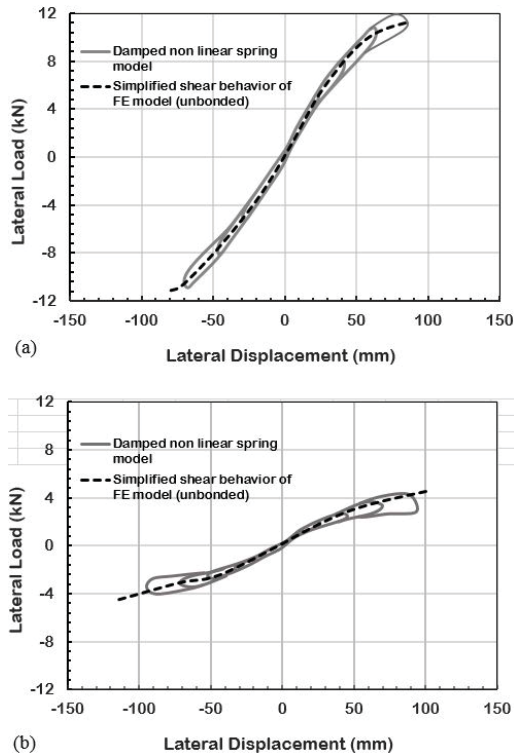 12
8
4
0
-4
-8
-12
Lateral Load (kN)
Damped non linear spring
model
Simplified shear behavior of
FE model (unbonded)
-150 -100 -50 0 50 100 150
(a)
Lateral Displacement (mm)
12
8
4
0
-4
-8
-12
Lateral Load (kN)
Damped non linear spring
model
Simplified shear behavior of
FE model (unbonded)
-150 -100 -50 0 50 100 150
(b)
Lateral Displacement (mm)